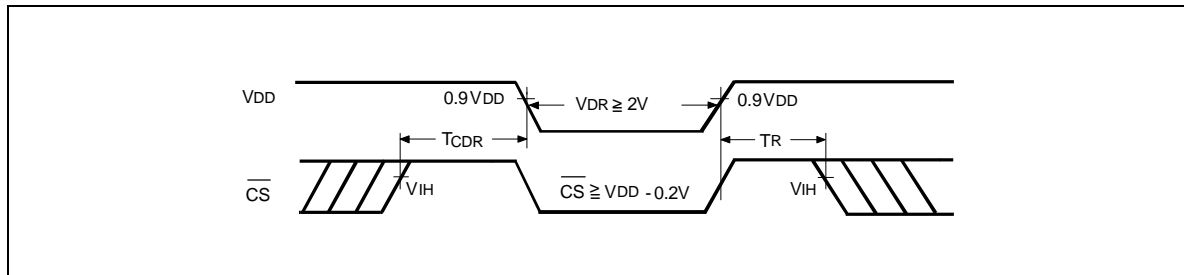 VDD
0.9VDD
VDR ≧ 2V
0.9VDD
TCDR
TR
CS
VIH
CS ≧ VDD - 0.2V
VIH